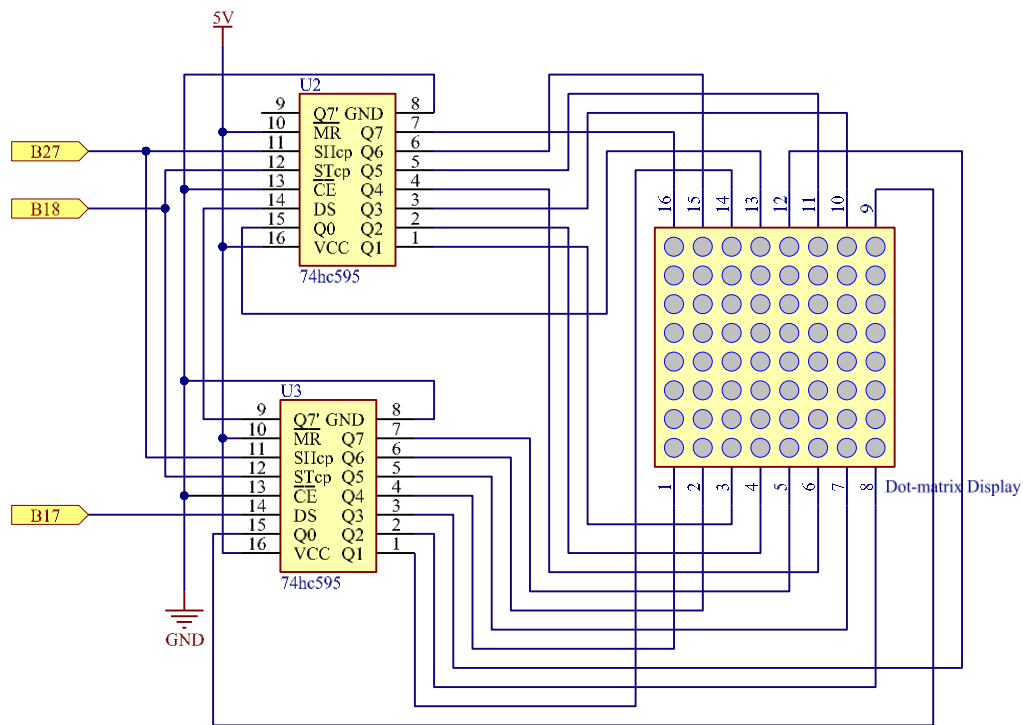 5V
U2
9 Q7' GND 8
10 MR Q7 7
B27 11 SHcp Q6 6
12 STcp Q5 5
13 CE Q4 4
B18 14 DS Q3 3
15 Q0 Q2 2
16 VCC Q1 1
74hc595
16 15 14 13 12 11 10 9
U3
9 Q7' GND 8
10 MR Q7 7
11 SHcp Q6 6
12 STcp Q5 5
13 CE Q4 4
B17 14 DS Q3 3
15 Q0 Q2 2
16 VCC Q1 1
74hc595
1 2 3 4 5 6 7 8
Dot-matrix Display
GND